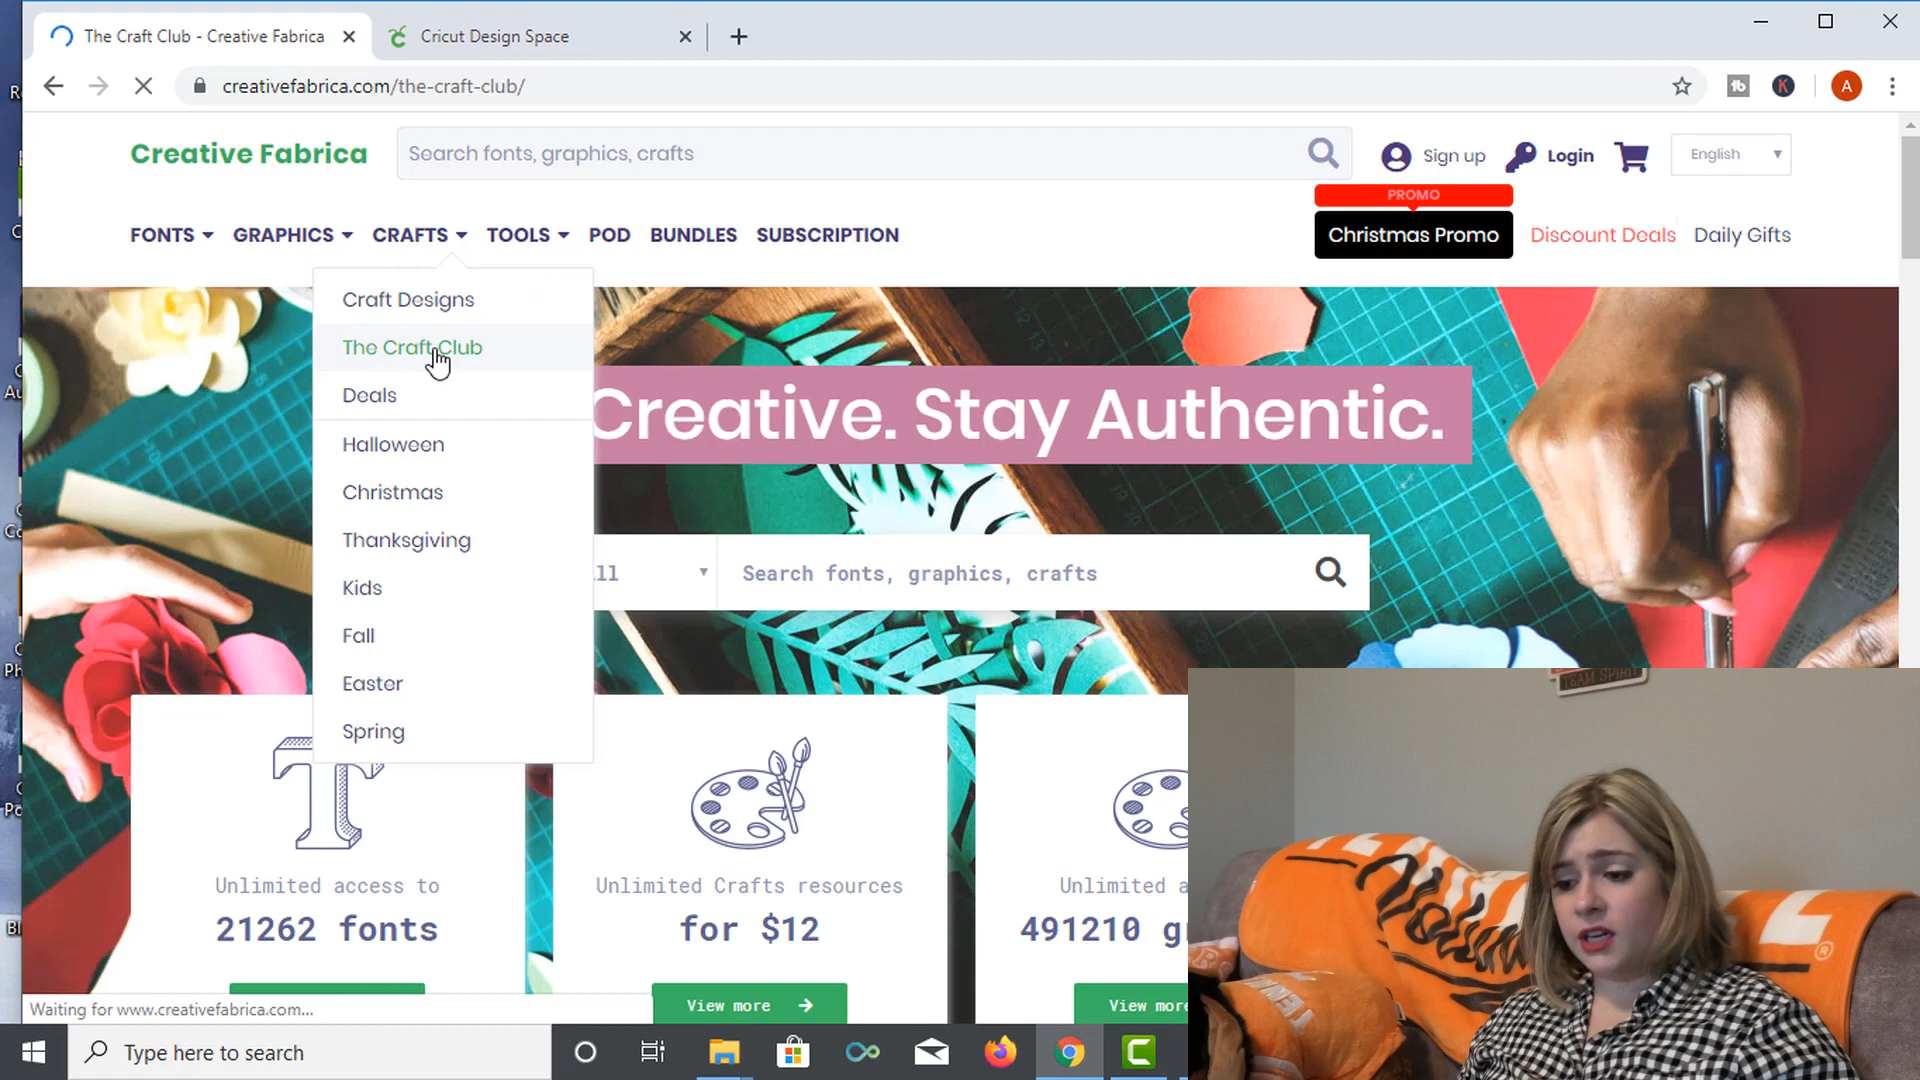 The Craft Club - Creative Fabrica
Cricut Design Space
creativefabrica.com/the-craft-club/
A
Creative Fabrica
Search fonts, graphics, crafts
Sign up
Login
English
PROMO
FONTS
GRAPHICS
CRAFTS
TOOLS
POD
BUNDLES
SUBSCRIPTION
Christmas Promo
Discount Deals
Daily Gifts
Craft Designs
The Craft Club
Deals
Halloween
Christmas
Thanksgiving
Kids
Fall
Easter
Spring
Creative. Stay Authentic.
Search fonts, graphics, crafts
Unlimited access to
21262 fonts
Unlimited Crafts resources
for $12
View more
Unlimited a
491210 g
View more
TEAM SPIRIT
Waiting for www.creativefabrica.com...
Type here to search